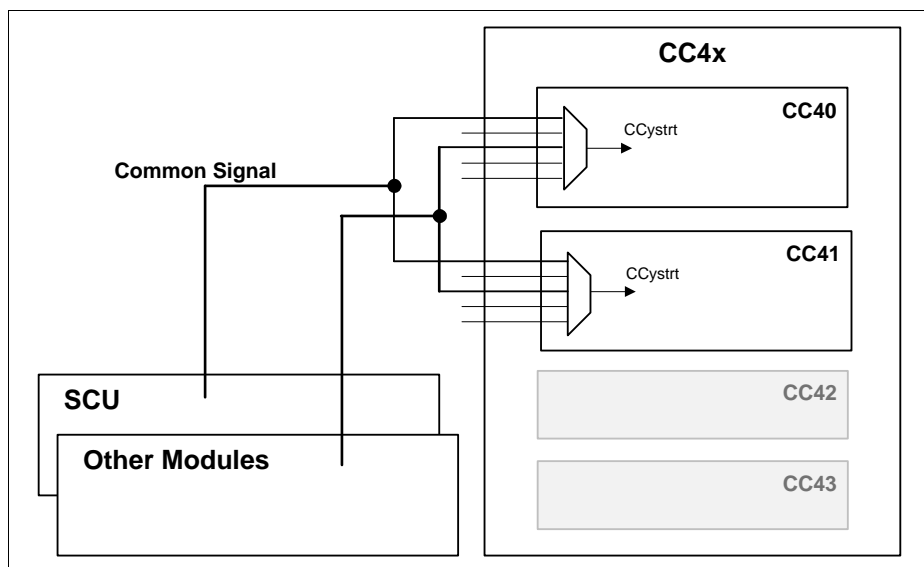 CC4x
CC40
CCystrt
Common Signal
CC41
CCystrt
SCU
CC42
Other Modules
CC43